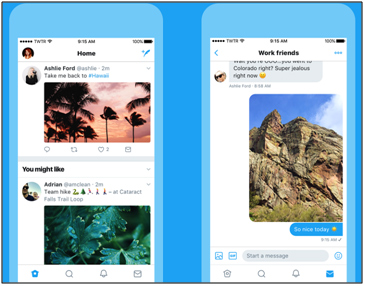 TWTR
9:15 AM
100%
Home
Ashlie Ford @ashlie · 2m
Take me back to #Hawaii
2
You might like
Adrian @amclean · 2m
Team hike – at Cataract
Falls Trail Loop
TWTR
9:15 AM
100%
Work friends
Wait you're OOO...you went to
Colorado right? Super jealous
right now
Ashlie Ford · 8:58 AM
So nice today
9:15 AM
GIF
Start a message